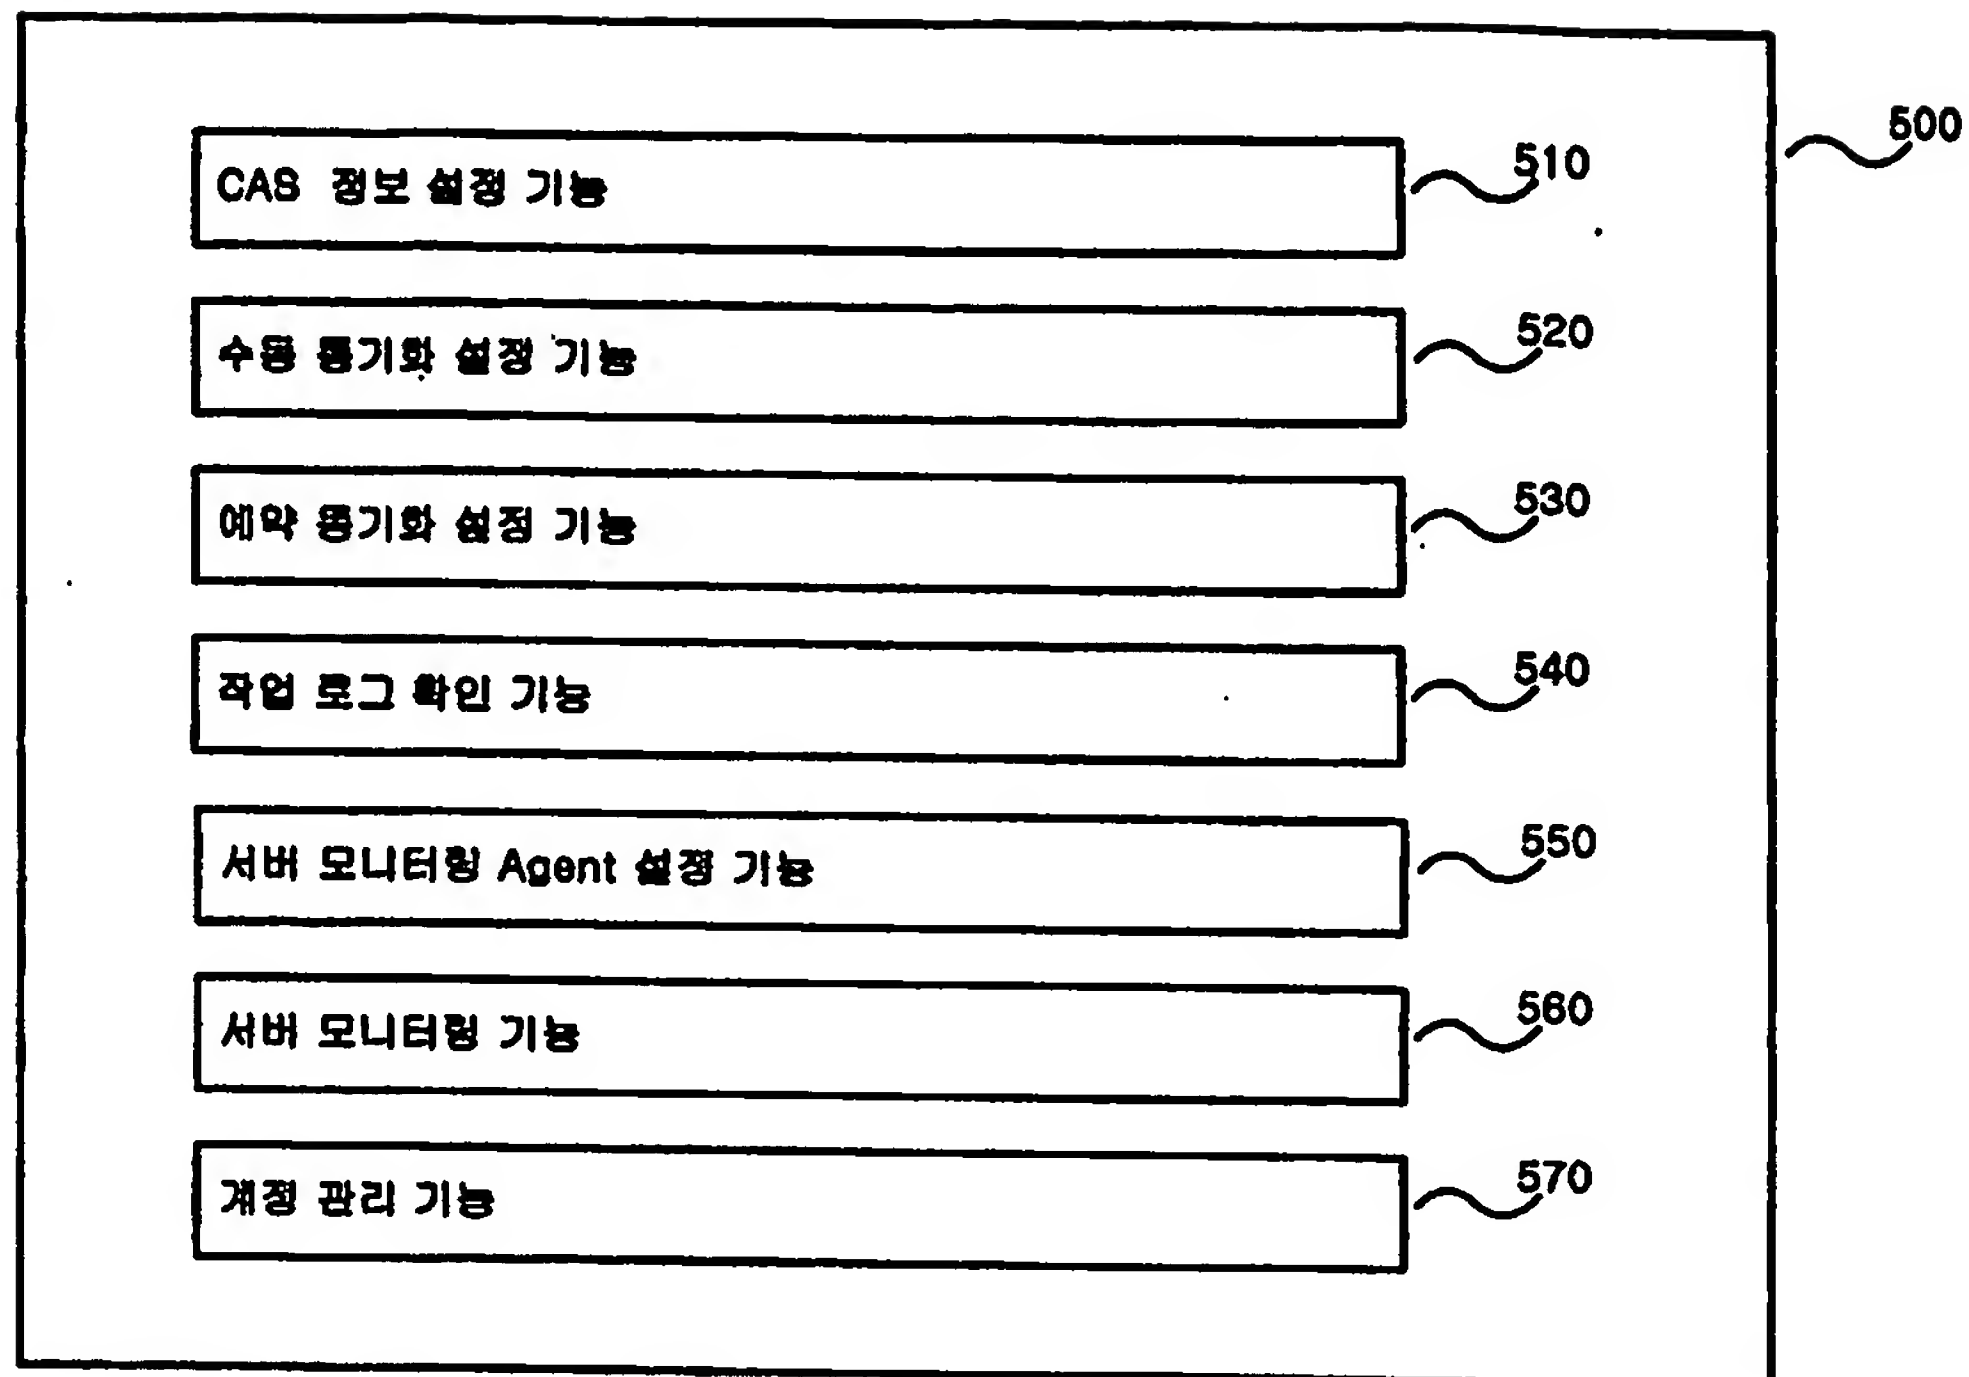 500
CAS 정보 설정 기능 510
수동 동기화 설정 기능 520
예약 동기화 설정 기능 530
작업 로그 확인 기능 540
서버 모니터링 Agent 설정 기능 550
서버 모니터링 기능 560
계정 관리 기능 570